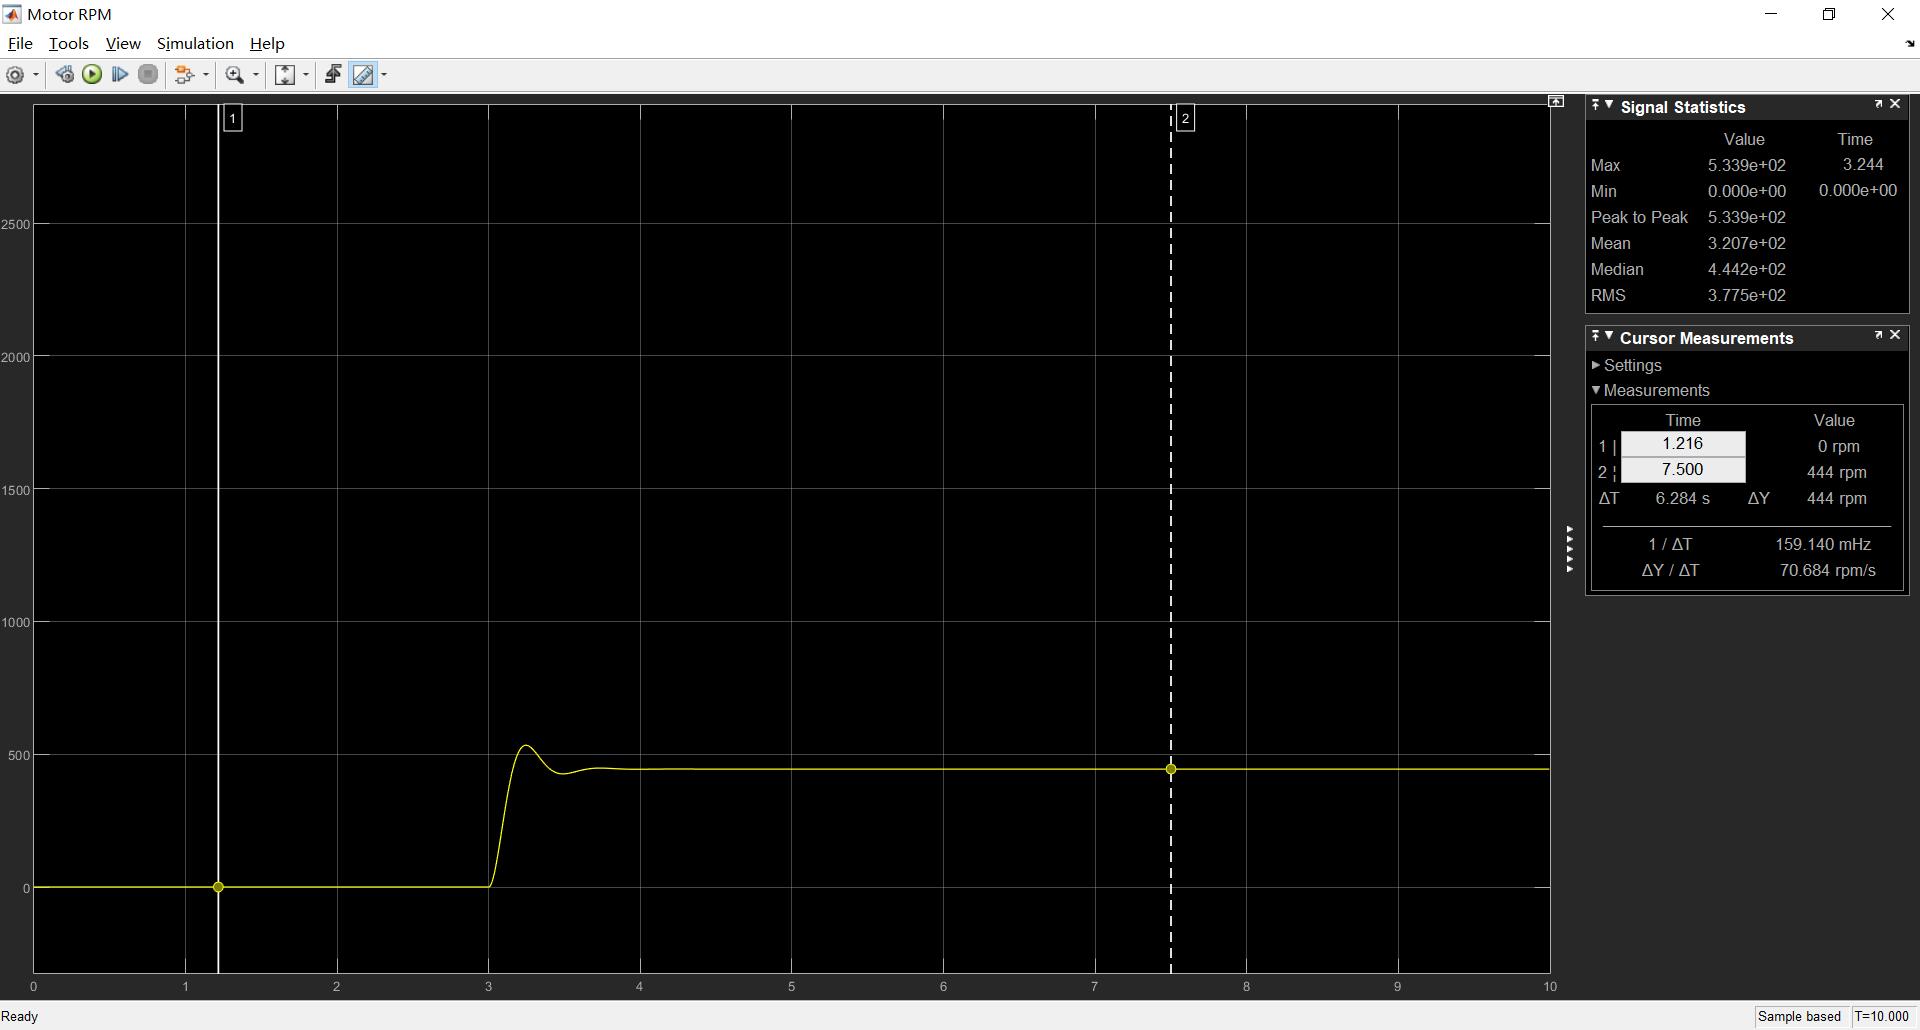 Motor RPM
File Tools View Simulation Help
1
2
2500
2000
1500
1000
500
0
0 1 2 3 4 5 6 7 8 9 10
Signal Statistics
Value Time
Max 5.339e+02 3.244
Min 0.000e+00 0.000e+00
Peak to Peak 5.339e+02
Mean 3.207e+02
Median 4.442e+02
RMS 3.775e+02
Cursor Measurements
Settings
Measurements
Time Value
1 | 1.216 0 rpm
2 ¦ 7.500 444 rpm
ΔT 6.284 s ΔY 444 rpm
1 / ΔT 159.140 mHz
ΔY / ΔT 70.684 rpm/s
Ready Sample based T=10.000